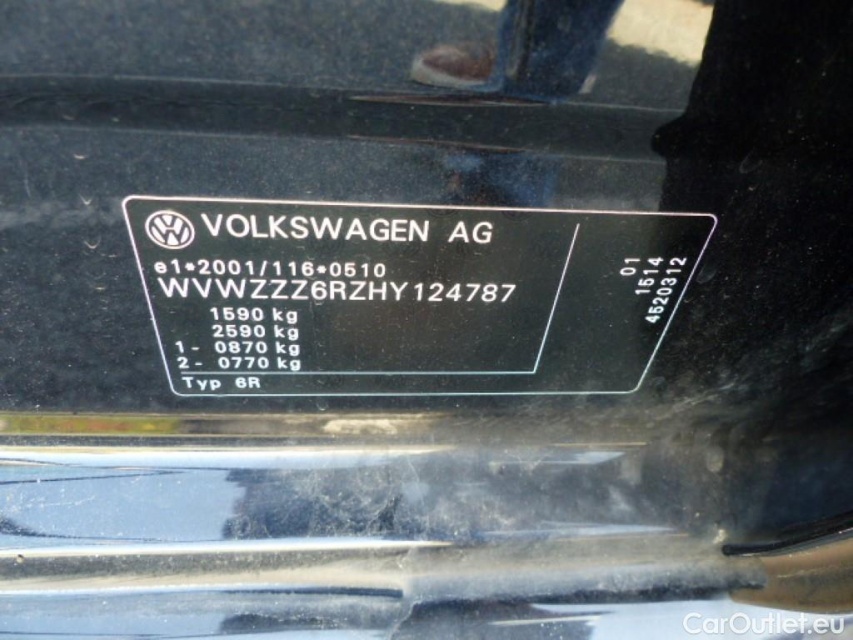 VOLKSWAGEN AG
e1*2001/116*0510
WVWZZZ6RZHY124787
1590 kg
2590 kg
1 - 0870 kg
2 - 0770 kg
Typ 6R
01
1514
4520312
CarOutlet.eu